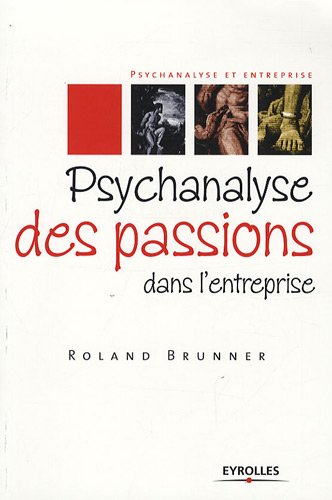 PSYCHANALYSE ET ENTREPRISE
Psychanalyse
des passions
dans l'entreprise
ROLAND BRUNNER
EYROLLES